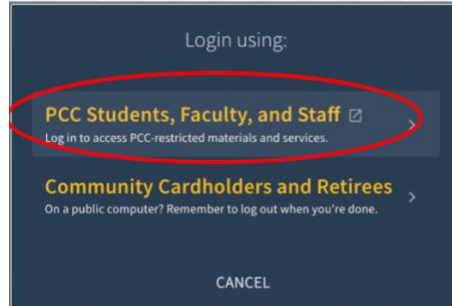 Login using:
PCC Students, Faculty, and Staff
Log in to access PCC-restricted materials and services.
Community Cardholders and Retirees
On a public computer? Remember to log out when you're done.
CANCEL